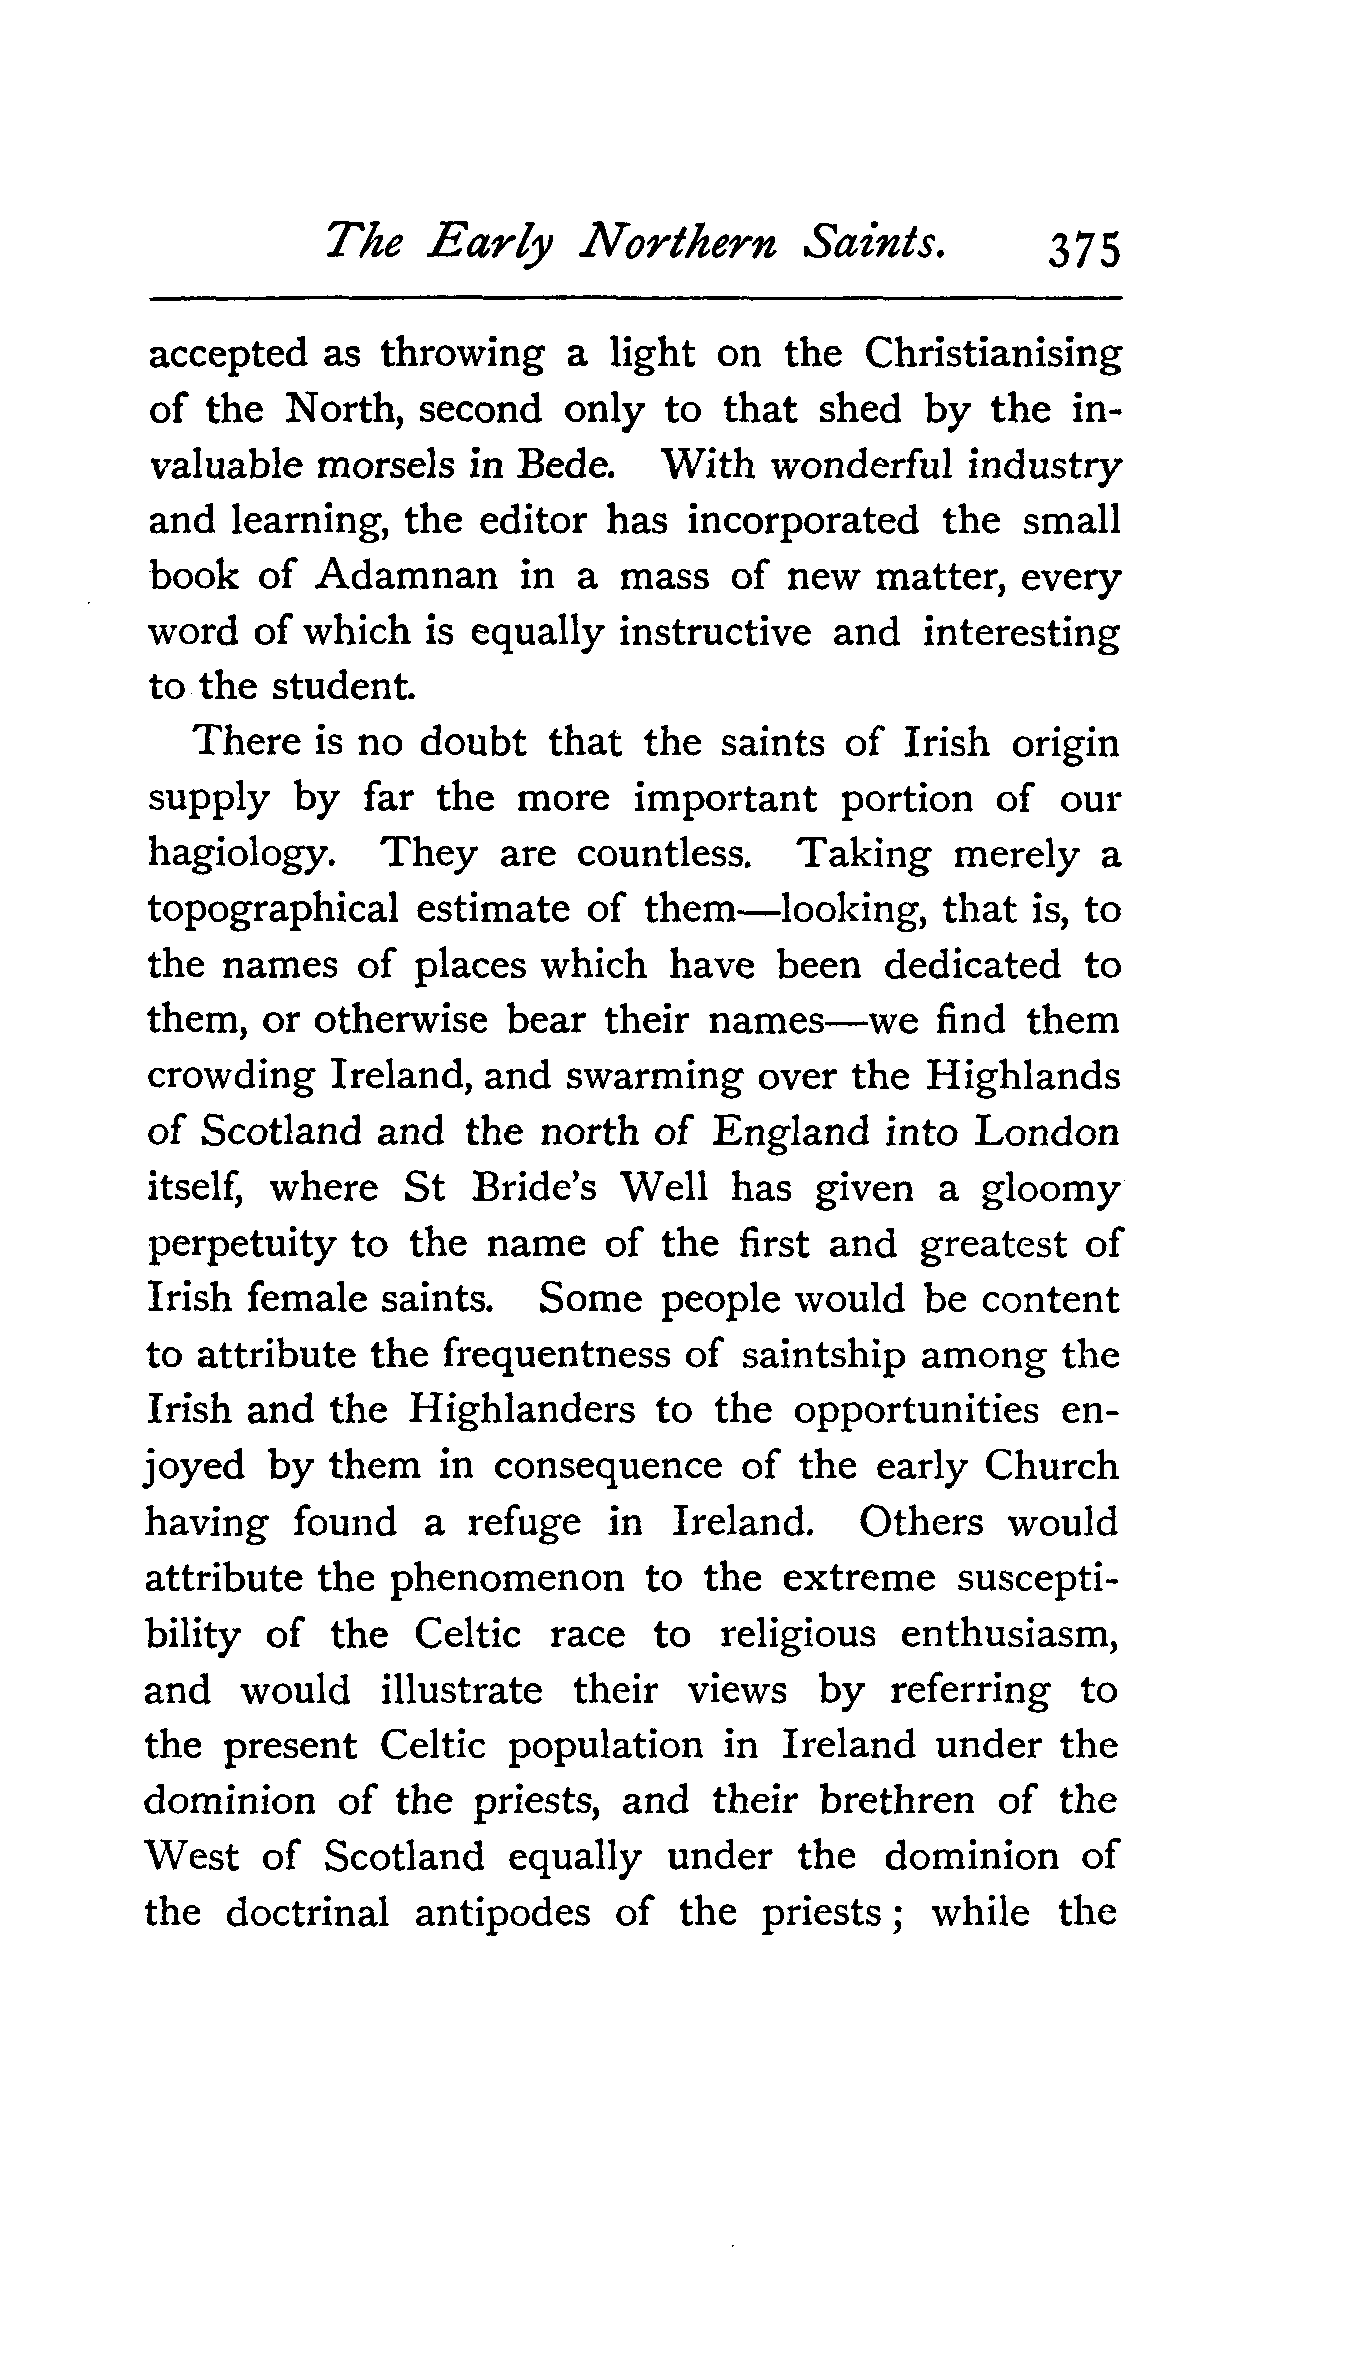 The Early Northern Saints. 375
accepted as throwing a light on the Christianising
of the North, second only to that shed by the in-
valuable morsels in Bede. With wonderful industry
and learning, the editor has incorporated the small
book of Adamnan in a mass of new matter, every
word of which is equally instructive and interesting
to the student.
There is no doubt that the saints of Irish origin
supply by far the more important portion of our
hagiology. They are countless. Taking merely a
topographical estimate of them—looking, that is, to
the names of places which have been dedicated to
them, or otherwise bear their names—we find them
crowding Ireland, and swarming over the Highlands
of Scotland and the north of England into London
itself, where St Bride's Well has given a gloomy
perpetuity to the name of the first and greatest of
Irish female saints. Some people would be content
to attribute the frequentness of saintship among the
Irish and the Highlanders to the opportunities en-
joyed by them in consequence of the early Church
having found a refuge in Ireland. Others would
attribute the phenomenon to the extreme suscepti-
bility of the Celtic race to religious enthusiasm,
and would illustrate their views by referring to
the present Celtic population in Ireland under the
dominion of the priests, and their brethren of the
West of Scotland equally under the dominion of
the doctrinal antipodes of the priests ; while the